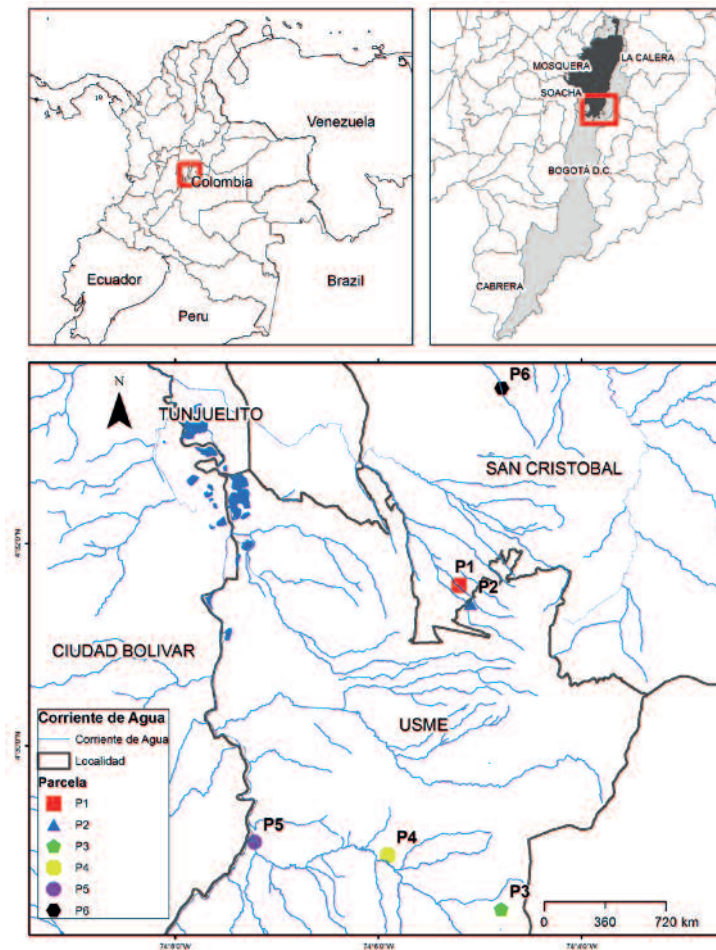 Venezuela
Colombia
Ecuador
Brazil
Peru
MOSQUERA
LA CALERA
SOACHA
BOGOTÁ D.C.
CABRERA
N
TUNJUELITO
P6
SAN CRISTOBAL
P1
P2
CIUDAD BOLIVAR
USME
P5
P4
P3
Corriente de Agua
Corriente de Agua
Localidad
Parcela
P1
P2
P3
P4
P5
P6
0 360 720 km